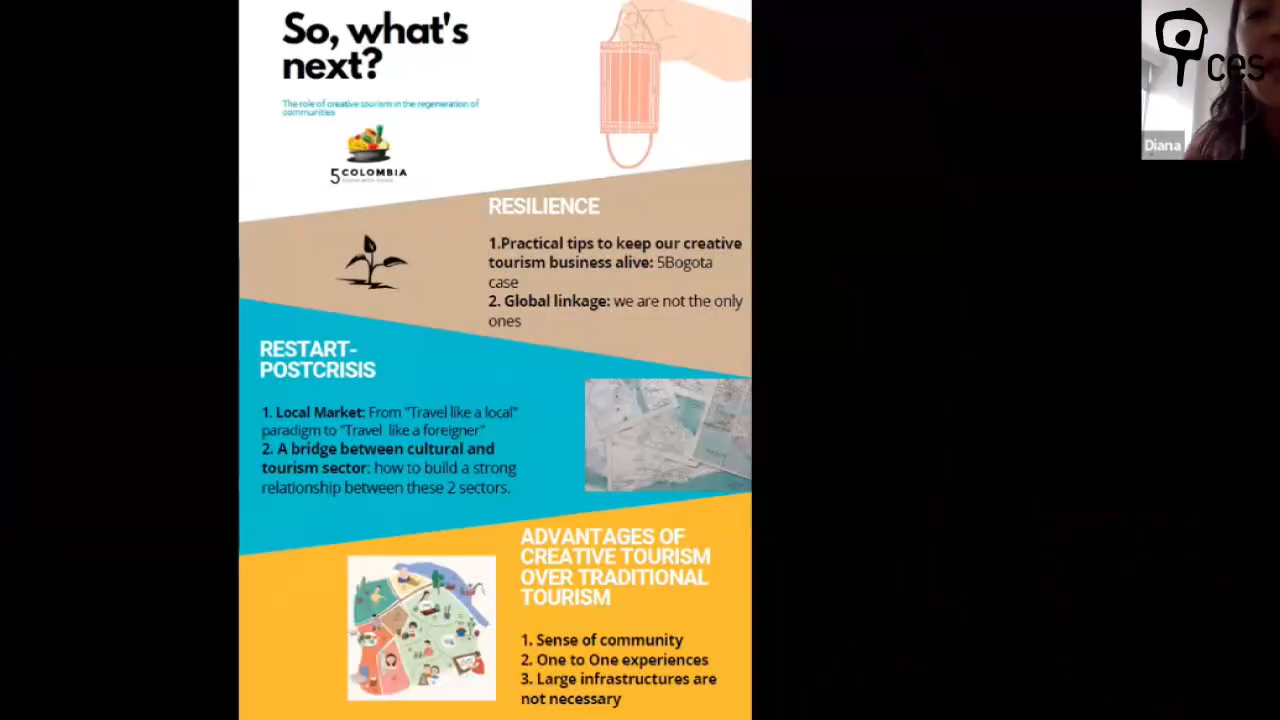 So, what's
next?
The role of creative tourism in the regeneration of
communities
5COLOMBIA
RESILIENCE
1.Practical tips to keep our creative
tourism business alive: 5Bogota
case
2. Global linkage: we are not the only
ones
RESTART-
POSTCRISIS
1. Local Market: From "Travel like a local"
paradigm to "Travel like a foreigner"
2. A bridge between cultural and
tourism sector: how to build a strong
relationship between these 2 sectors.
ADVANTAGES OF
CREATIVE TOURISM
OVER TRADITIONAL
TOURISM
1. Sense of community
2. One to One experiences
3. Large infrastructures are
not necessary
ces
Diana